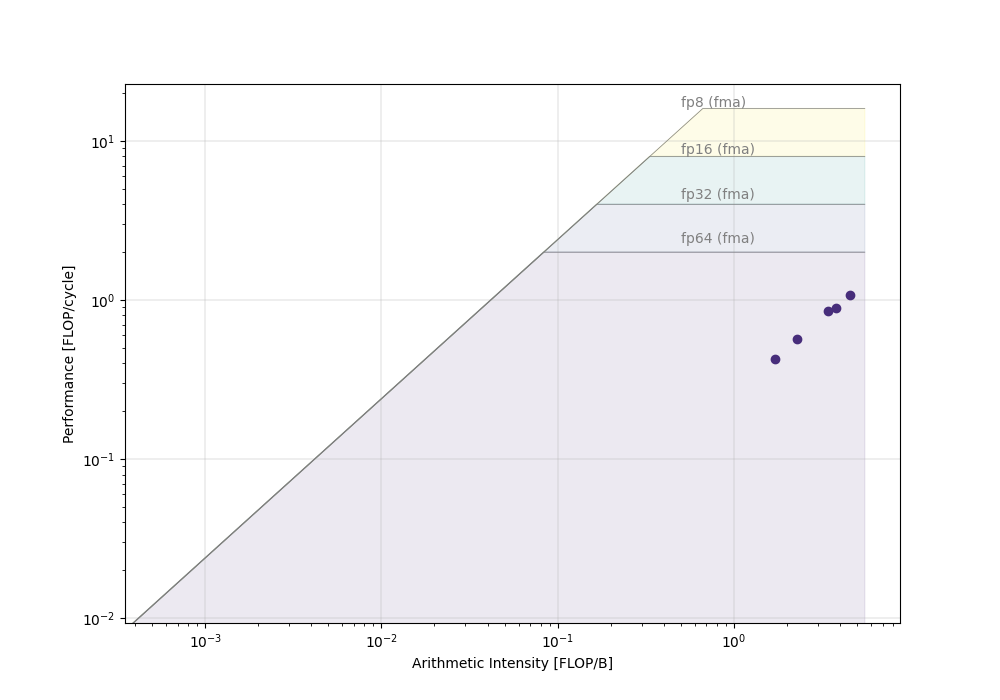 fp8 (fma)
fp16 (fma)
fp32 (fma)
fp64 (fma)
10¹
10⁰
10⁻¹
10⁻²
Performance [FLOP/cycle]
10⁻³
10⁻²
10⁻¹
10⁰
Arithmetic Intensity [FLOP/B]